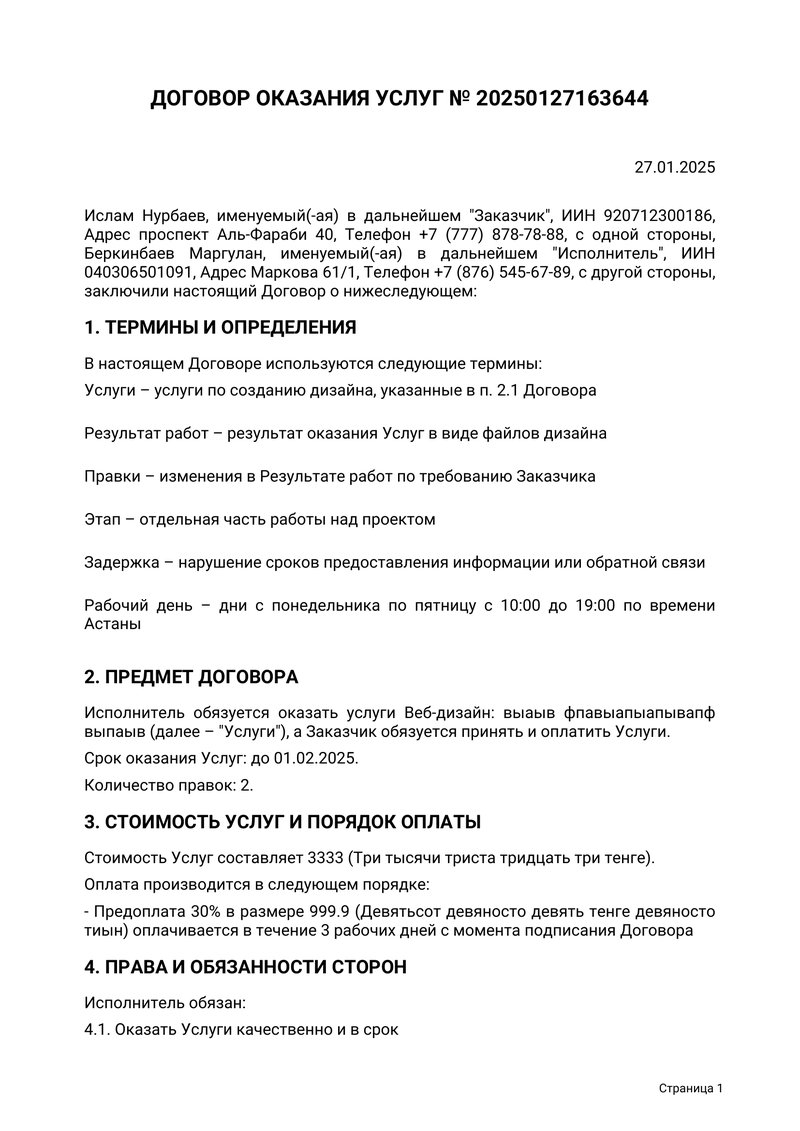 ДОГОВОР ОКАЗАНИЯ УСЛУГ № 20250127163644
27.01.2025
Ислам Нурбаев, именуемый(-ая) в дальнейшем "Заказчик", ИИН 920712300186,
Адрес проспект Аль-Фараби 40, Телефон +7 (777) 878-78-88, с одной стороны,
Беркинбаев Маргулан, именуемый(-ая) в дальнейшем "Исполнитель", ИИН
040306501091, Адрес Маркова 61/1, Телефон +7 (876) 545-67-89, с другой стороны,
заключили настоящий Договор о нижеследующем:
1. ТЕРМИНЫ И ОПРЕДЕЛЕНИЯ
В настоящем Договоре используются следующие термины:
Услуги – услуги по созданию дизайна, указанные в п. 2.1 Договора
Результат работ – результат оказания Услуг в виде файлов дизайна
Правки – изменения в Результате работ по требованию Заказчика
Этап – отдельная часть работы над проектом
Задержка – нарушение сроков предоставления информации или обратной связи
Рабочий день – дни с понедельника по пятницу с 10:00 до 19:00 по времени
Астаны
2. ПРЕДМЕТ ДОГОВОРА
Исполнитель обязуется оказать услуги Веб-дизайн: выаыв фпавыапыапывапф
выпаыв (далее – "Услуги"), а Заказчик обязуется принять и оплатить Услуги.
Срок оказания Услуг: до 01.02.2025.
Количество правок: 2.
3. СТОИМОСТЬ УСЛУГ И ПОРЯДОК ОПЛАТЫ
Стоимость Услуг составляет 3333 (Три тысячи триста тридцать три тенге).
Оплата производится в следующем порядке:
- Предоплата 30% в размере 999.9 (Девятьсот девяносто девять тенге девяносто
тиын) оплачивается в течение 3 рабочих дней с момента подписания Договора
4. ПРАВА И ОБЯЗАННОСТИ СТОРОН
Исполнитель обязан:
4.1. Оказать Услуги качественно и в срок
Страница 1